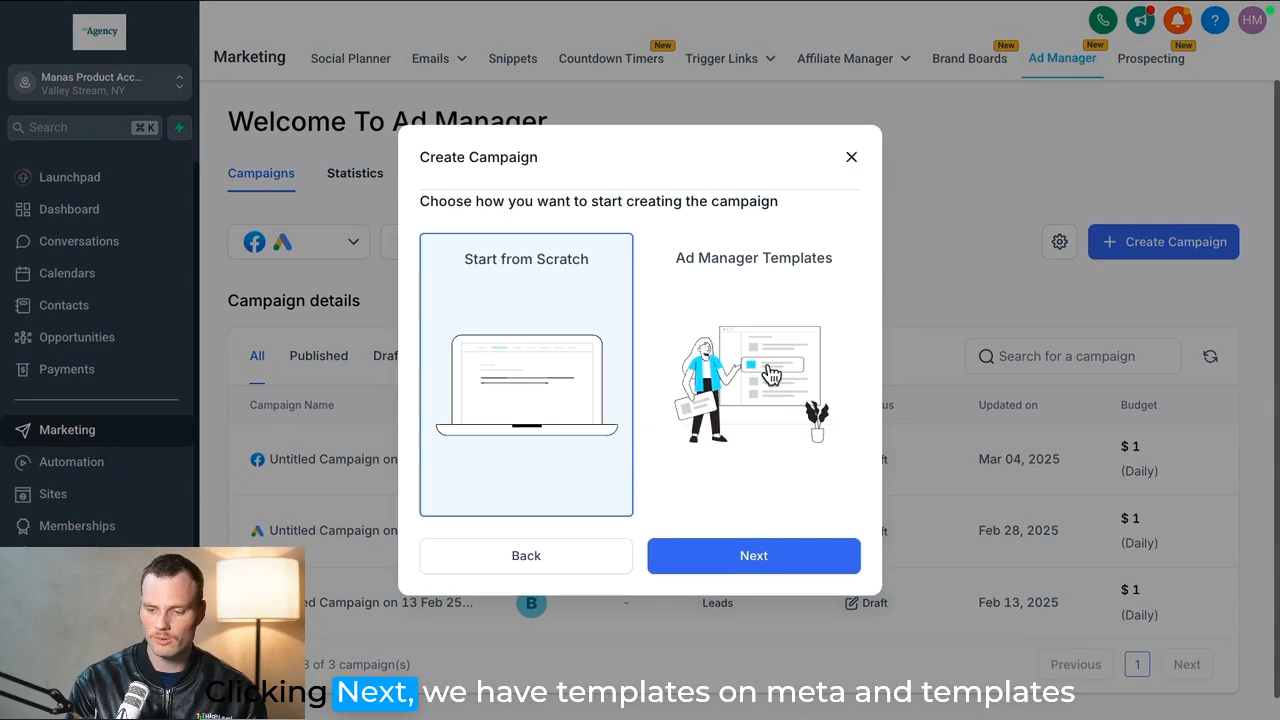 Agency
HM
Marketing
Social Planner
Emails
Snippets
Countdown Timers
New
Trigger Links
Affiliate Manager
Brand Boards
New
Ad Manager
New
Prospecting
New
Manas Product Acc...
Valley Stream, NY
Search
⌘ K
Launchpad
Dashboard
Conversations
Calendars
Contacts
Opportunities
Payments
Marketing
Automation
Sites
Memberships
Welcome To Ad Manager
Campaigns
Statistics
+ Create Campaign
Campaign details
All
Published
Search for a campaign
Campaign Name
Updated on
Budget
Untitled Campaign on
Mar 04, 2025
$ 1
(Daily)
Untitled Campaign on
Feb 28, 2025
$ 1
(Daily)
Campaign on 13 Feb 25...
B
-
Leads
Draft
Feb 13, 2025
$ 1
(Daily)
of 3 campaign(s)
Previous
1
Next
Create Campaign
Choose how you want to start creating the campaign
Start from Scratch
Ad Manager Templates
Back
Next
Clicking Next, we have templates on meta and templates